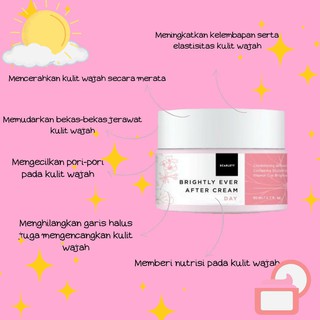 Meningkatkan kelembapan serta
elastisitas kulit wajah
Mencerahkan kulit wajah secara merata
Memudarkan bekas-bekas jerawat
kulit wajah
Mengecilkan pori-pori
pada kulit wajah
Menghilangkan garis halus
juga mengencangkan kulit
wajah
Memberi nutrisi pada kulit wajah
SCARLETT
BRIGHTLY EVER
AFTER CREAM
DAY